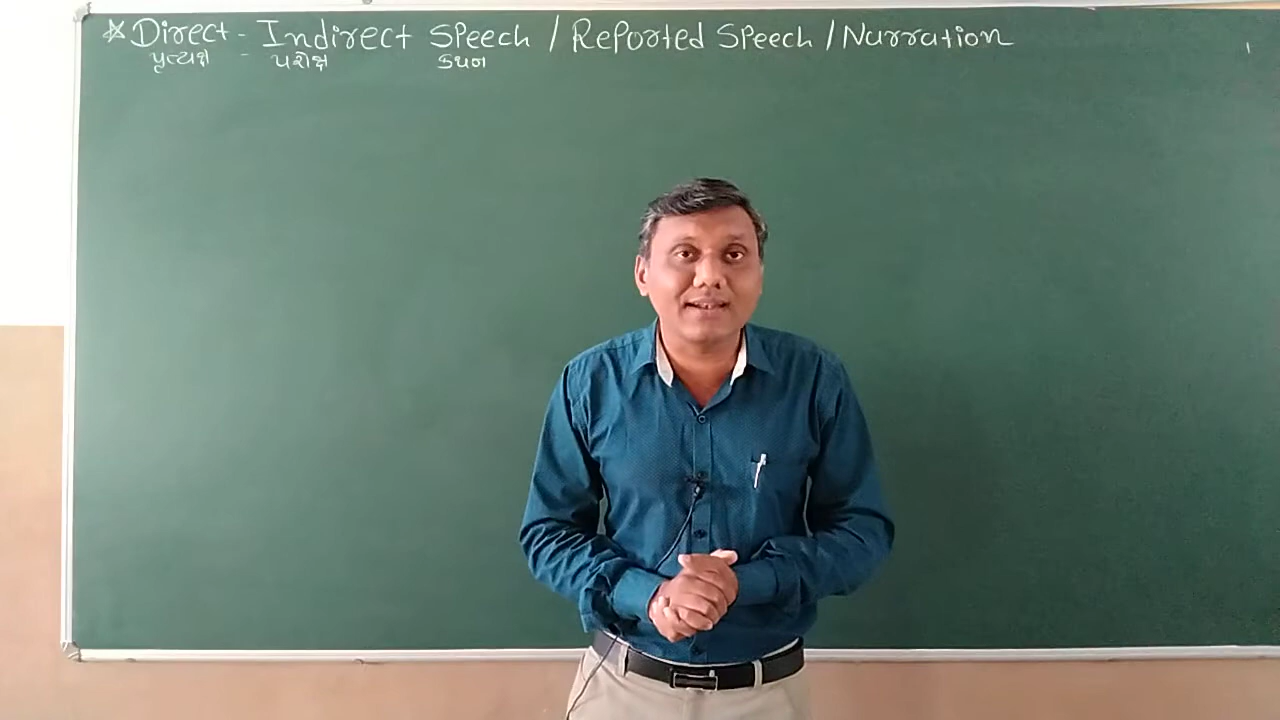 ☆ Direct - Indirect Speech / Reported Speech / Narration
પ્રત્યક્ષ - પરોક્ષ કથન